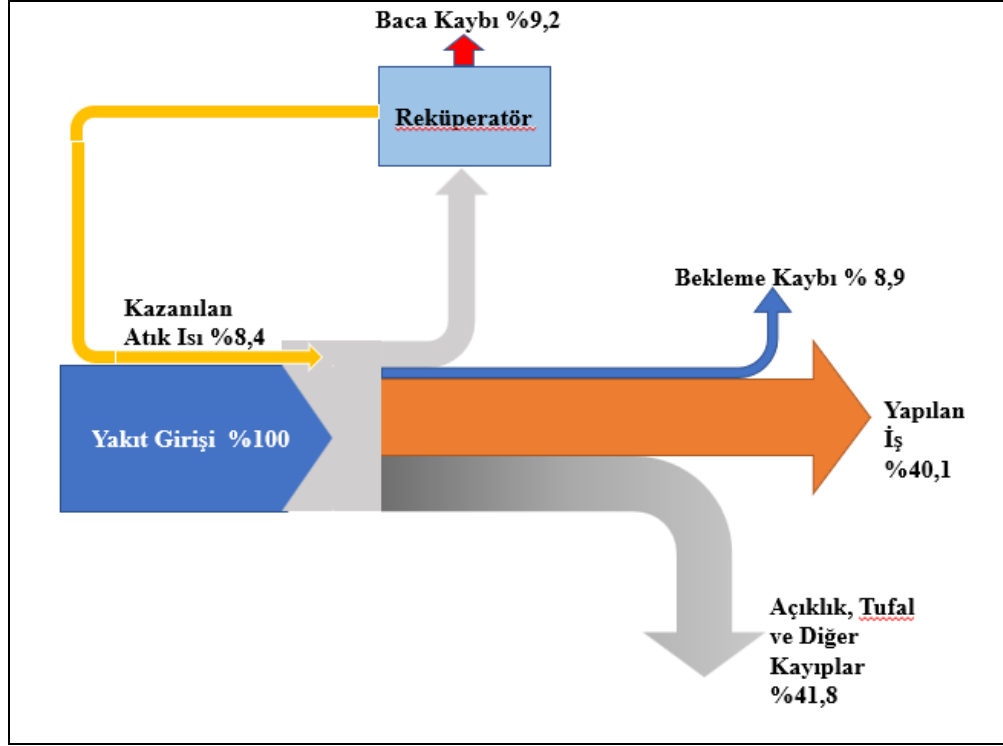 Baca Kaybı %9,2
Reküperatör
Bekleme Kaybı % 8,9
Kazanılan
Atık Isı %8,4
Yakıt Girişi %100
Yapılan
İş
%40,1
Açıklık, Tufal
ve Diğer
Kayıplar
%41,8